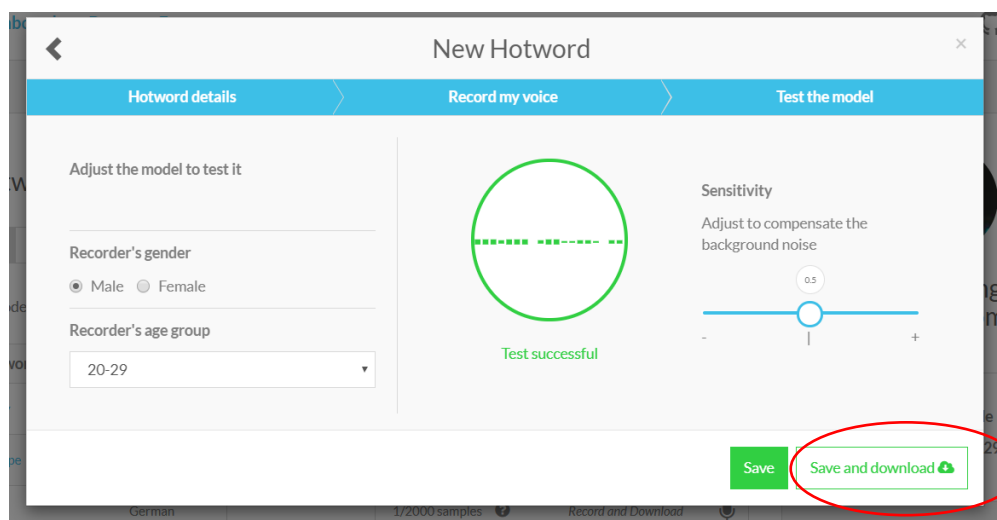 New Hotword
×
Hotword details
Record my voice
Test the model
Adjust the model to test it
Recorder's gender
Male
Female
Recorder's age group
20-29
Test successful
Sensitivity
Adjust to compensate the
background noise
0.5
- | +
Save
Save and download
German
1/2000 samples
?
Record and Download